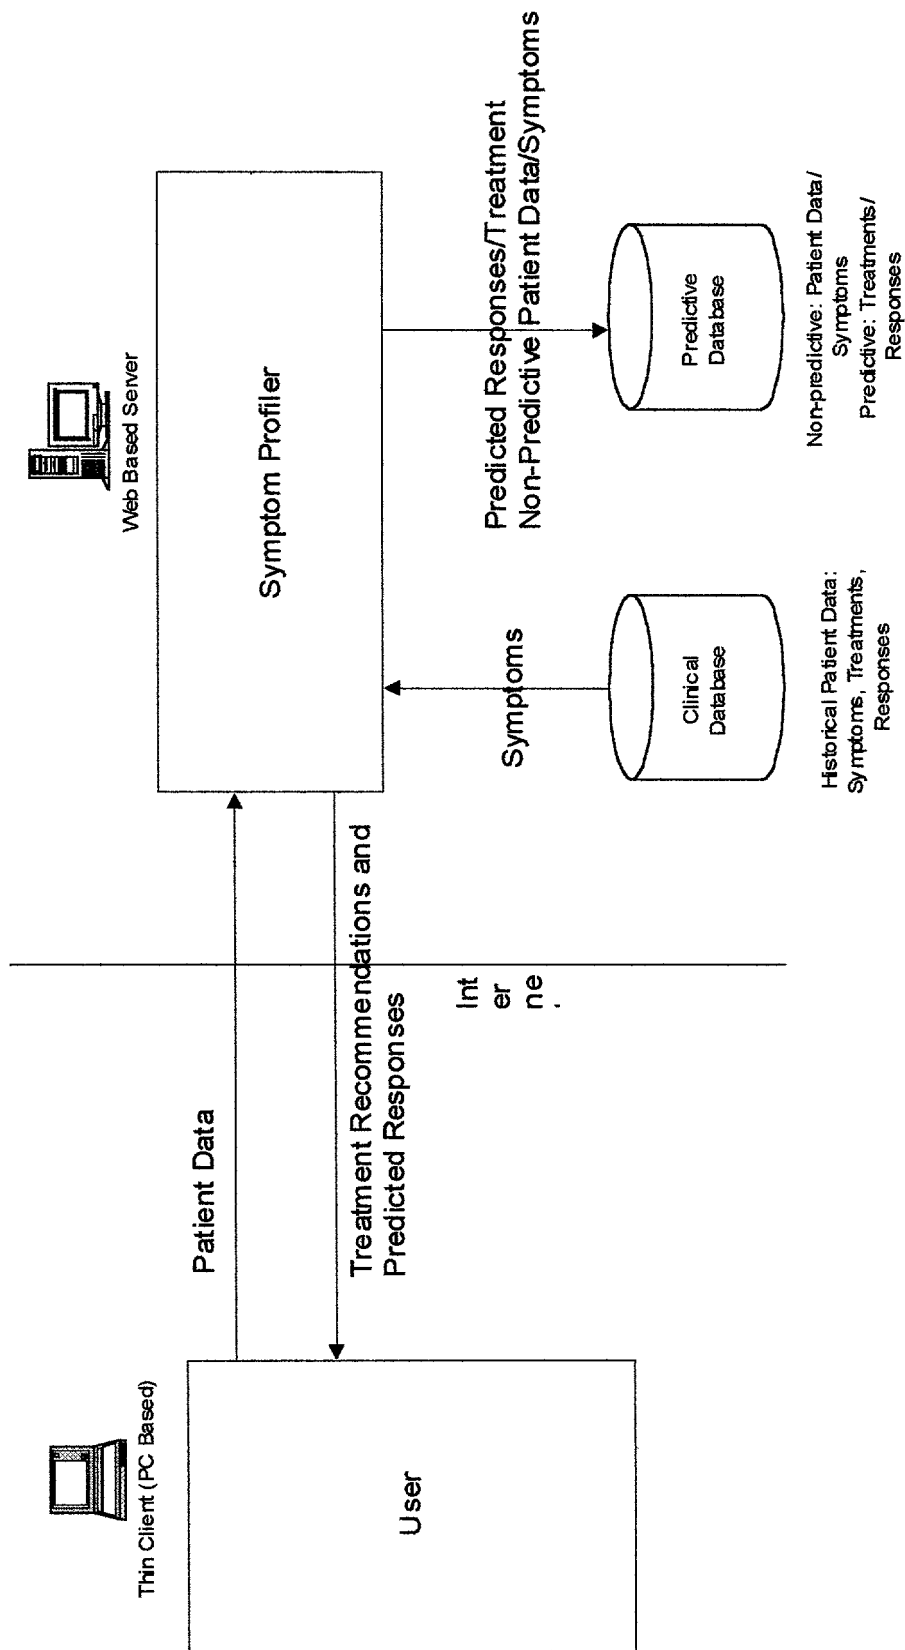 Thin Client (PC Based)
Web Based Server
User
Patient Data
Treatment Recommendations and
Predicted Responses
Int
er
ne
Symptom Profiler
Symptoms
Predicted Responses/Treatment
Non-Predictive Patient Data/Symptoms
Clinical
Database
Predictive
Database
Historical Patient Data:
Symptoms, Treatments,
Responses
Non-predictive: Patient Data/
Symptoms
Predictive: Treatments/
Responses